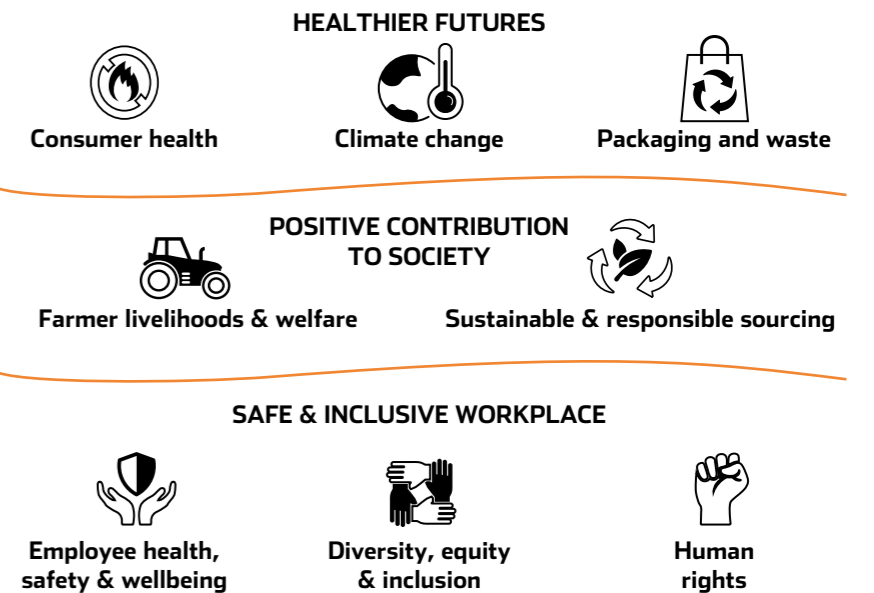 HEALTHIER FUTURES
Consumer health
Climate change
Packaging and waste
POSITIVE CONTRIBUTION
TO SOCIETY
Farmer livelihoods & welfare
Sustainable & responsible sourcing
SAFE & INCLUSIVE WORKPLACE
Employee health,
safety & wellbeing
Diversity, equity
& inclusion
Human
rights